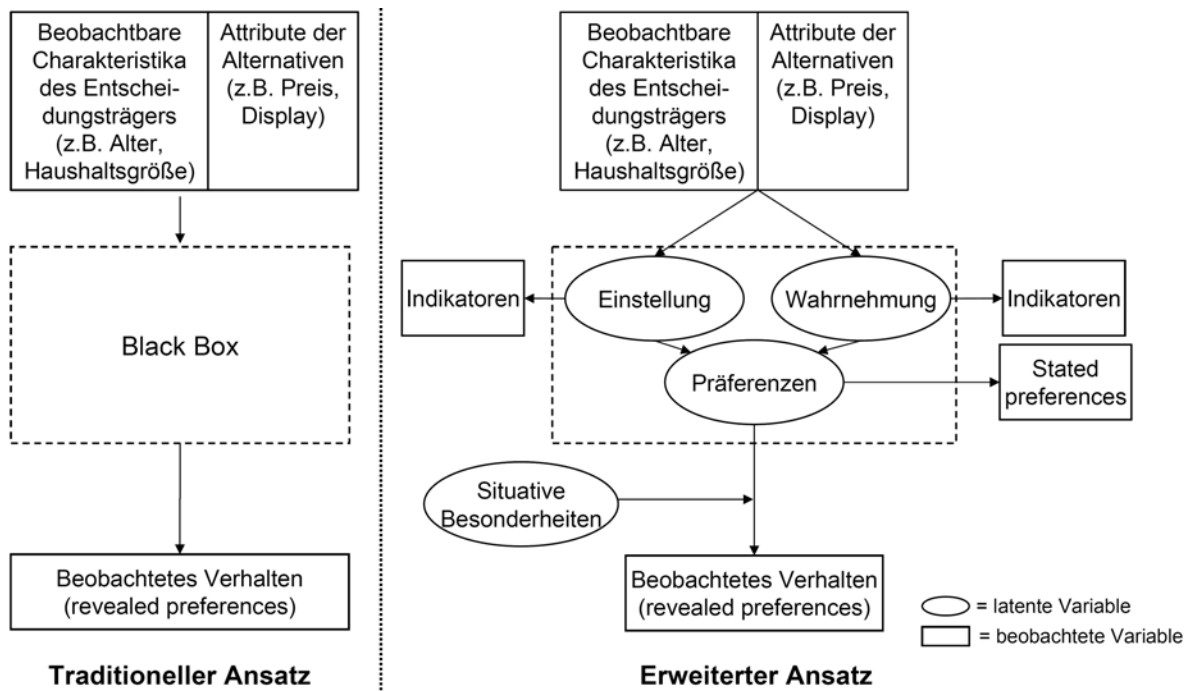 Beobachtbare
Charakteristika
des Entschei-
dungsträgers
(z.B. Alter,
Haushaltsgröße)
Attribute der
Alternativen
(z.B. Preis,
Display)
Black Box
Beobachtetes Verhalten
(revealed preferences)
Traditioneller Ansatz
Beobachtbare
Charakteristika
des Entschei-
dungsträgers
(z.B. Alter,
Haushaltsgröße)
Attribute der
Alternativen
(z.B. Preis,
Display)
Indikatoren
Einstellung
Wahrnehmung
Indikatoren
Präferenzen
Stated
preferences
Situative
Besonderheiten
Beobachtetes Verhalten
(revealed preferences)
= latente Variable
= beobachtete Variable
Erweiterter Ansatz